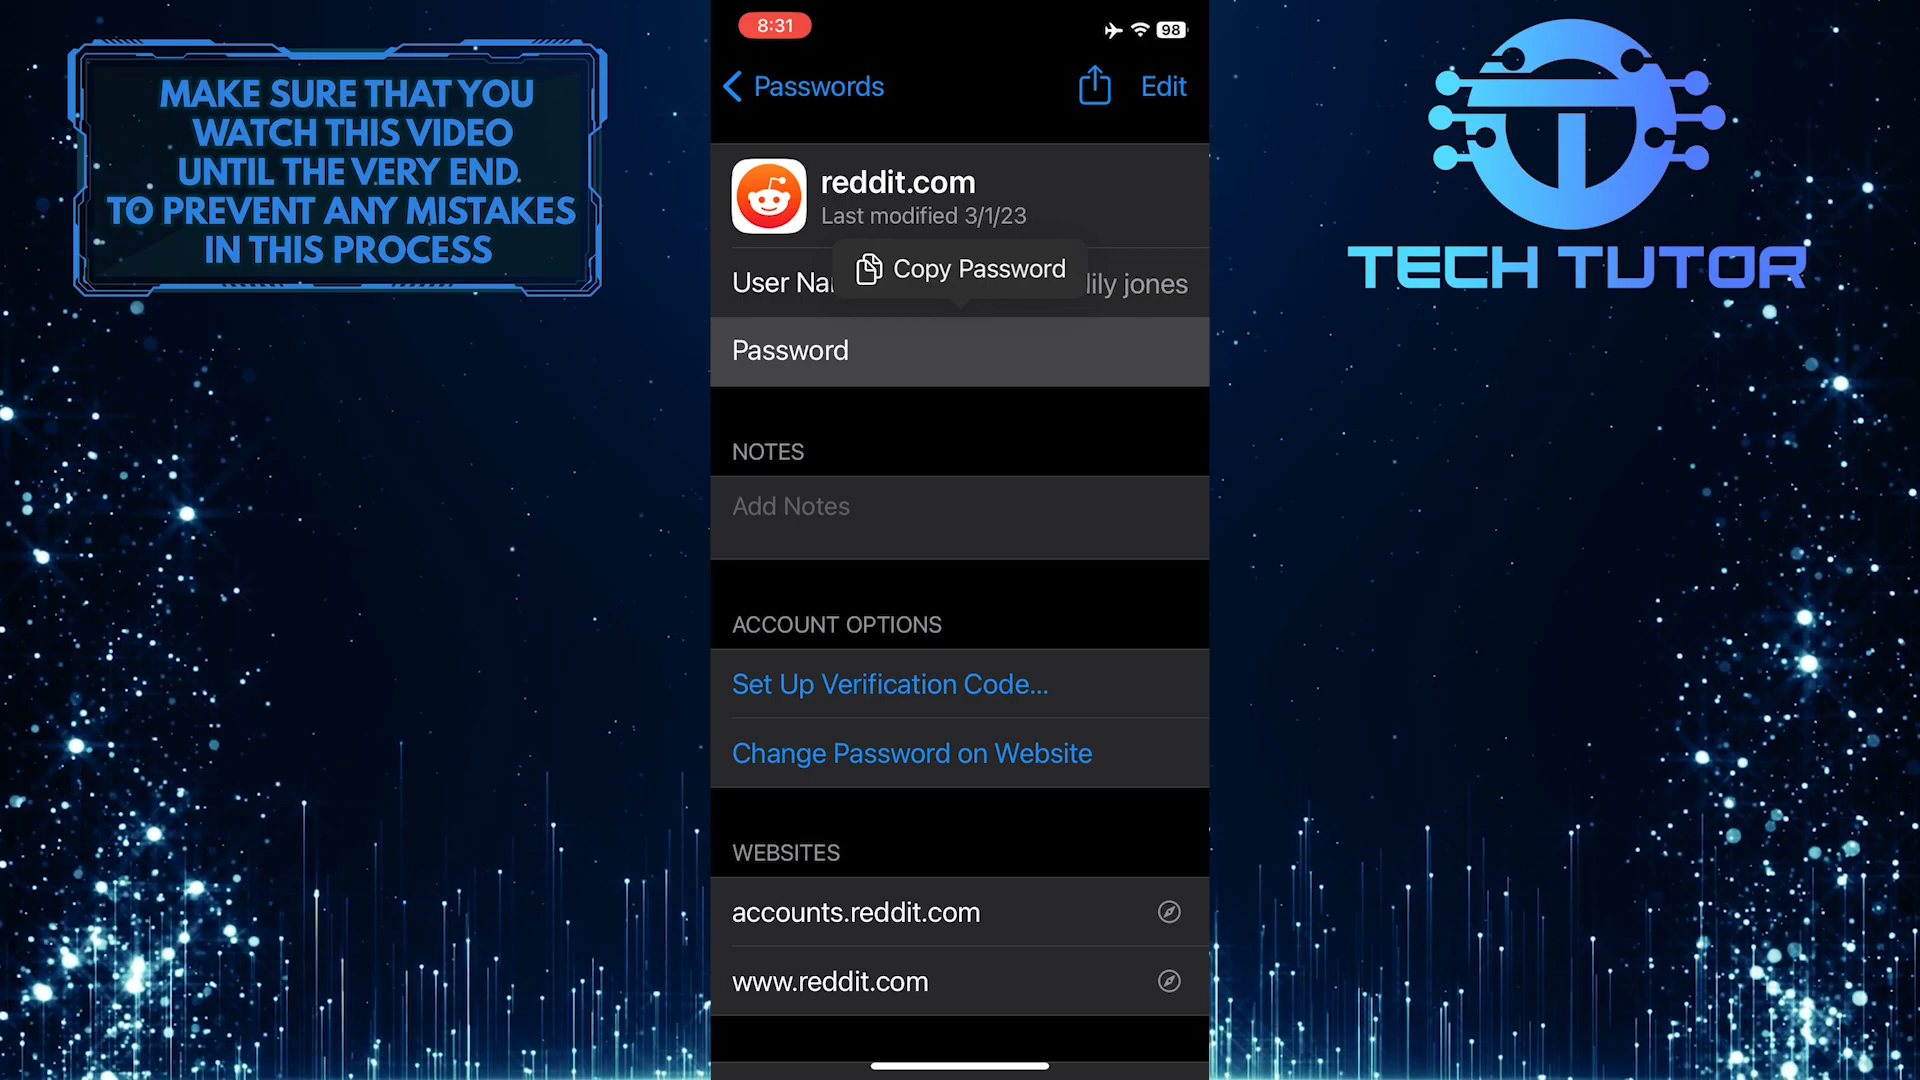 MAKE SURE THAT YOU
WATCH THIS VIDEO
UNTIL THE VERY END
TO PREVENT ANY MISTAKES
IN THIS PROCESS
8:31
98
Passwords
Edit
reddit.com
Last modified 3/1/23
Copy Password
User Na
lily jones
Password
NOTES
Add Notes
ACCOUNT OPTIONS
Set Up Verification Code...
Change Password on Website
WEBSITES
accounts.reddit.com
www.reddit.com
TECH TUTOR